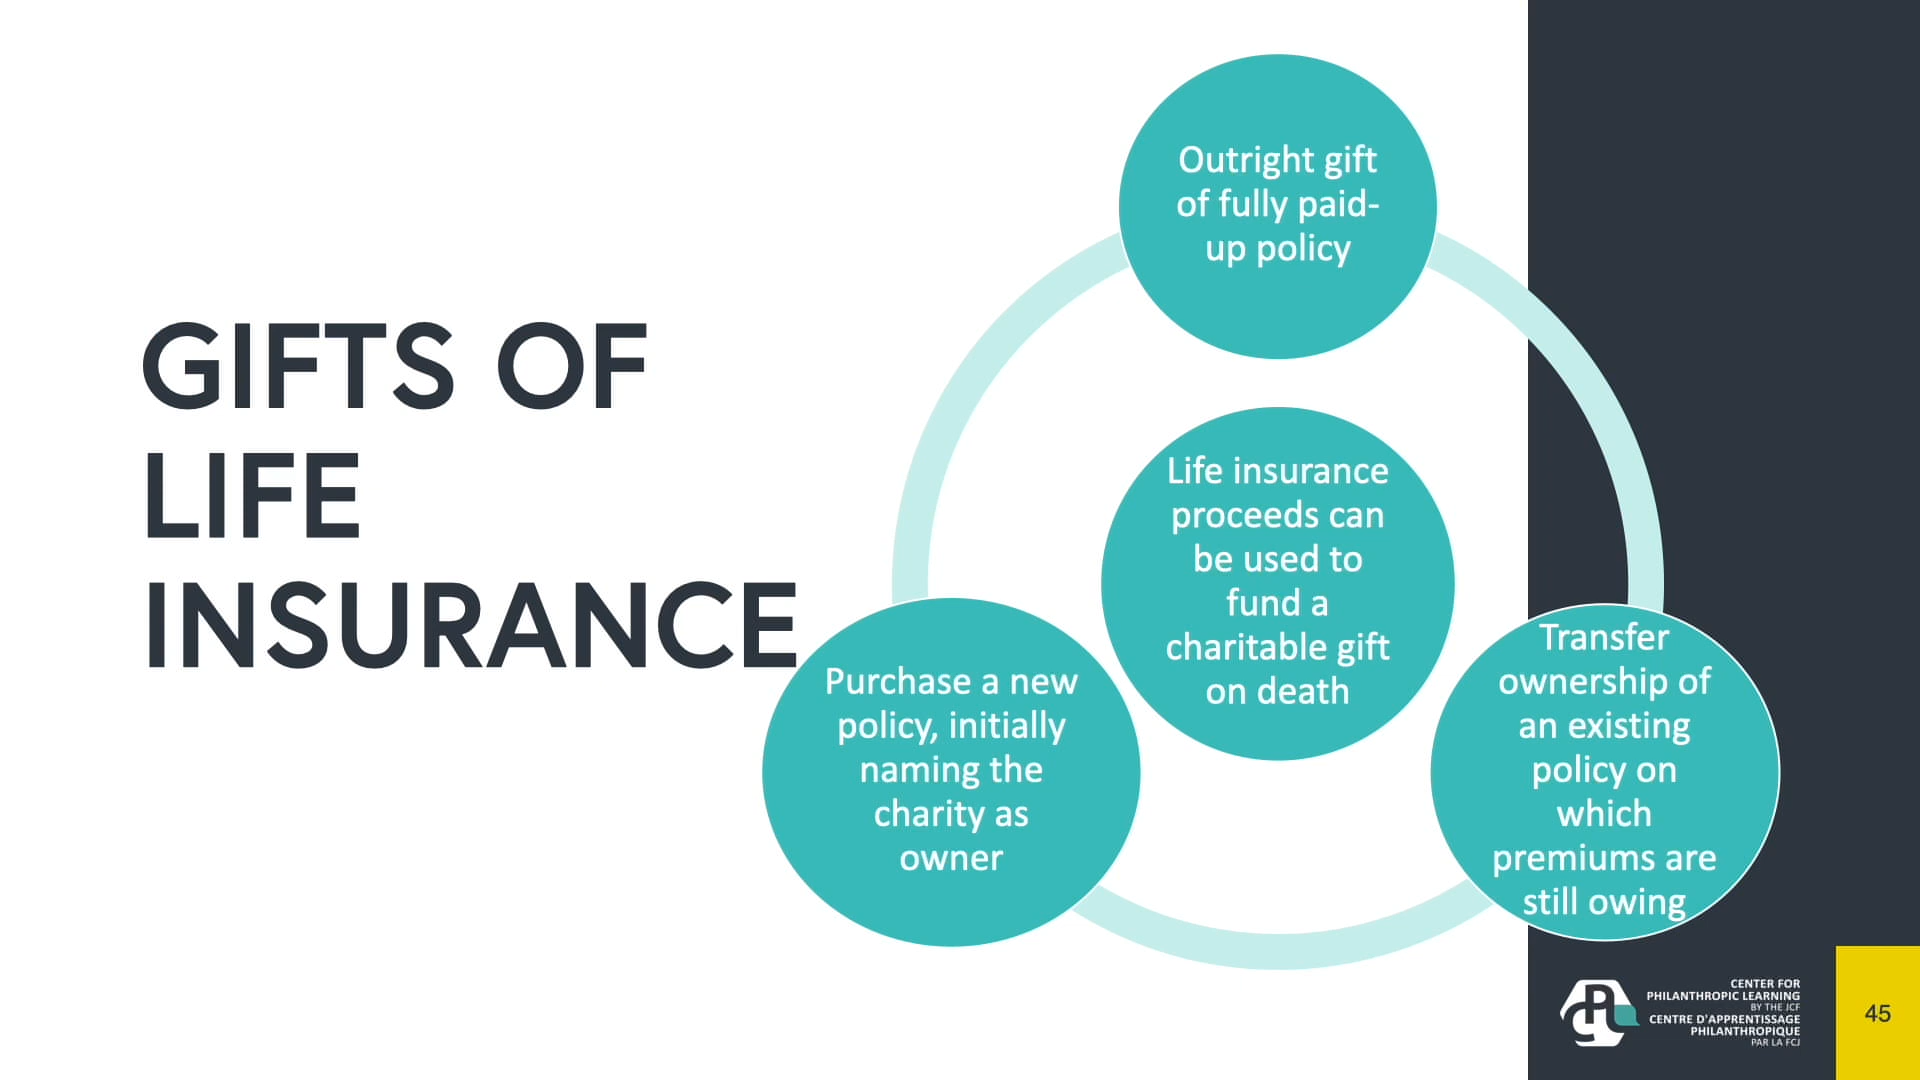 GIFTS OF
LIFE
INSURANCE
Outright gift
of fully paid-
up policy
Life insurance
proceeds can
be used to
fund a
charitable gift
on death
Purchase a new
policy, initially
naming the
charity as
owner
Transfer
ownership of
an existing
policy on
which
premiums are
still owing
CENTER FOR
PHILANTHROPIC LEARNING
BY THE JCF
CENTRE D'APPRENTISSAGE
PHILANTHROPIQUE
PAR LA FCJ
45